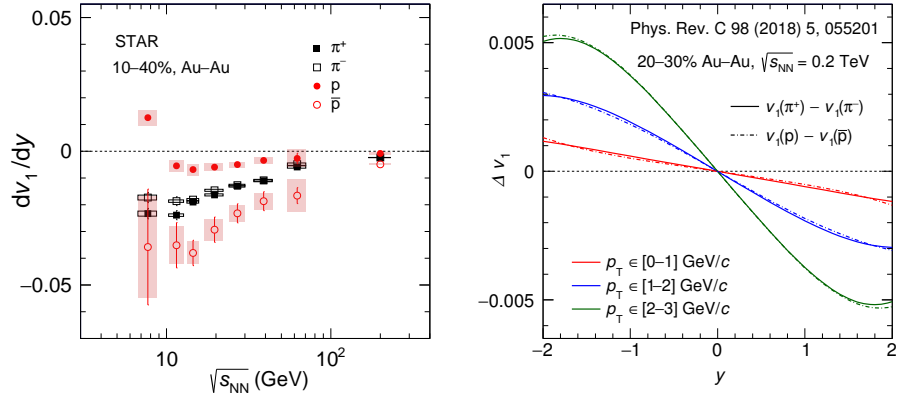 0.05
0
−0.05
dv₁/dy
STAR
10–40%, Au–Au
π⁺
π⁻
p
p̅
10
10²
√sNN (GeV)
0.005
0
−0.005
Δ v₁
Phys. Rev. C 98 (2018) 5, 055201
20–30% Au–Au, √sNN = 0.2 TeV
v₁(π⁺) − v₁(π⁻)
v₁(p) − v₁(p̅)
pT ∈ [0–1] GeV/c
pT ∈ [1–2] GeV/c
pT ∈ [2–3] GeV/c
−2 −1 0 1 2
y